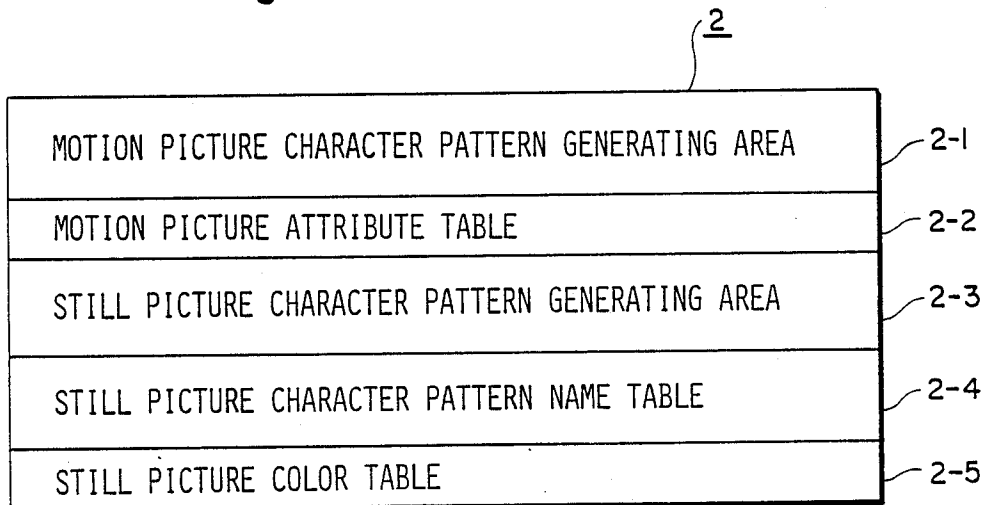 2
MOTION PICTURE CHARACTER PATTERN GENERATING AREA 2-1
MOTION PICTURE ATTRIBUTE TABLE 2-2
STILL PICTURE CHARACTER PATTERN GENERATING AREA 2-3
STILL PICTURE CHARACTER PATTERN NAME TABLE 2-4
STILL PICTURE COLOR TABLE 2-5